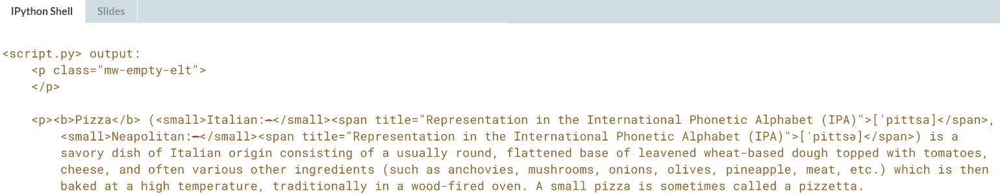 IPython Shell Slides
<script.py> output:
<p class="mw-empty-elt">
</p>
<p><b>Pizza</b> (<small>Italian: </small><span title="Representation in the International Phonetic Alphabet (IPA)">[ˈpittsa]</span>,
<small>Neapolitan: </small><span title="Representation in the International Phonetic Alphabet (IPA)">[ˈpittsə]</span>) is a
savory dish of Italian origin consisting of a usually round, flattened base of leavened wheat-based dough topped with tomatoes,
cheese, and often various other ingredients (such as anchovies, mushrooms, onions, olives, pineapple, meat, etc.) which is then
baked at a high temperature, traditionally in a wood-fired oven. A small pizza is sometimes called a pizzetta.